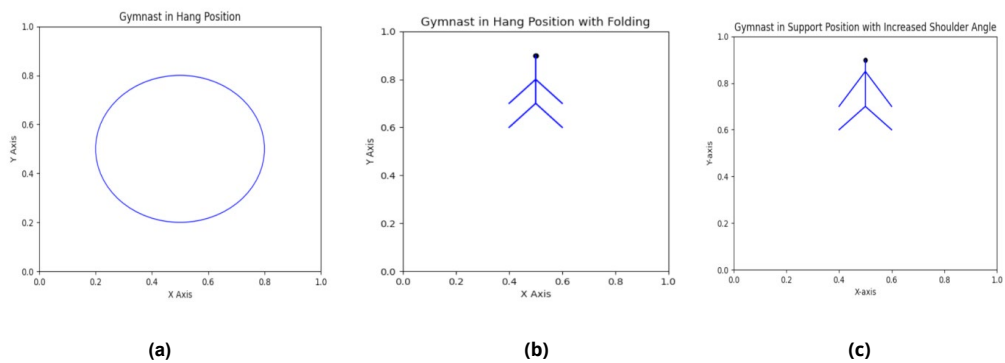 Gymnast in Hang Position
1.0
0.8
0.6
0.4
0.2
0.0
Y Axis
0.0 0.2 0.4 0.6 0.8 1.0
X Axis
(a)
Gymnast in Hang Position with Folding
1.0
0.8
0.6
0.4
0.2
0.0
Y Axis
0.0 0.2 0.4 0.6 0.8 1.0
X Axis
(b)
Gymnast in Support Position with Increased Shoulder Angle
1.0
0.8
0.6
0.4
0.2
0.0
Y-axis
0.0 0.2 0.4 0.6 0.8 1.0
X-axis
(c)